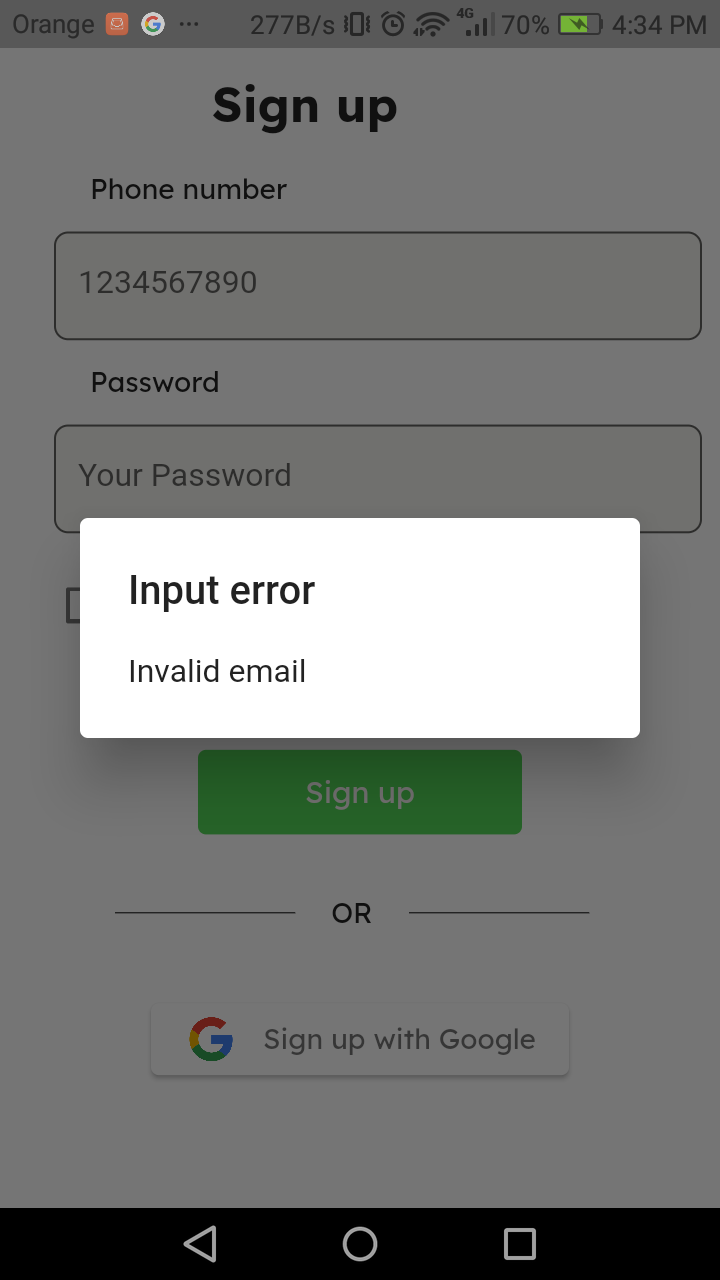 Orange 277B/s 4G 70% 4:34 PM
Sign up
Phone number
1234567890
Password
Your Password
Input error
Invalid email
Sign up
OR
Sign up with Google